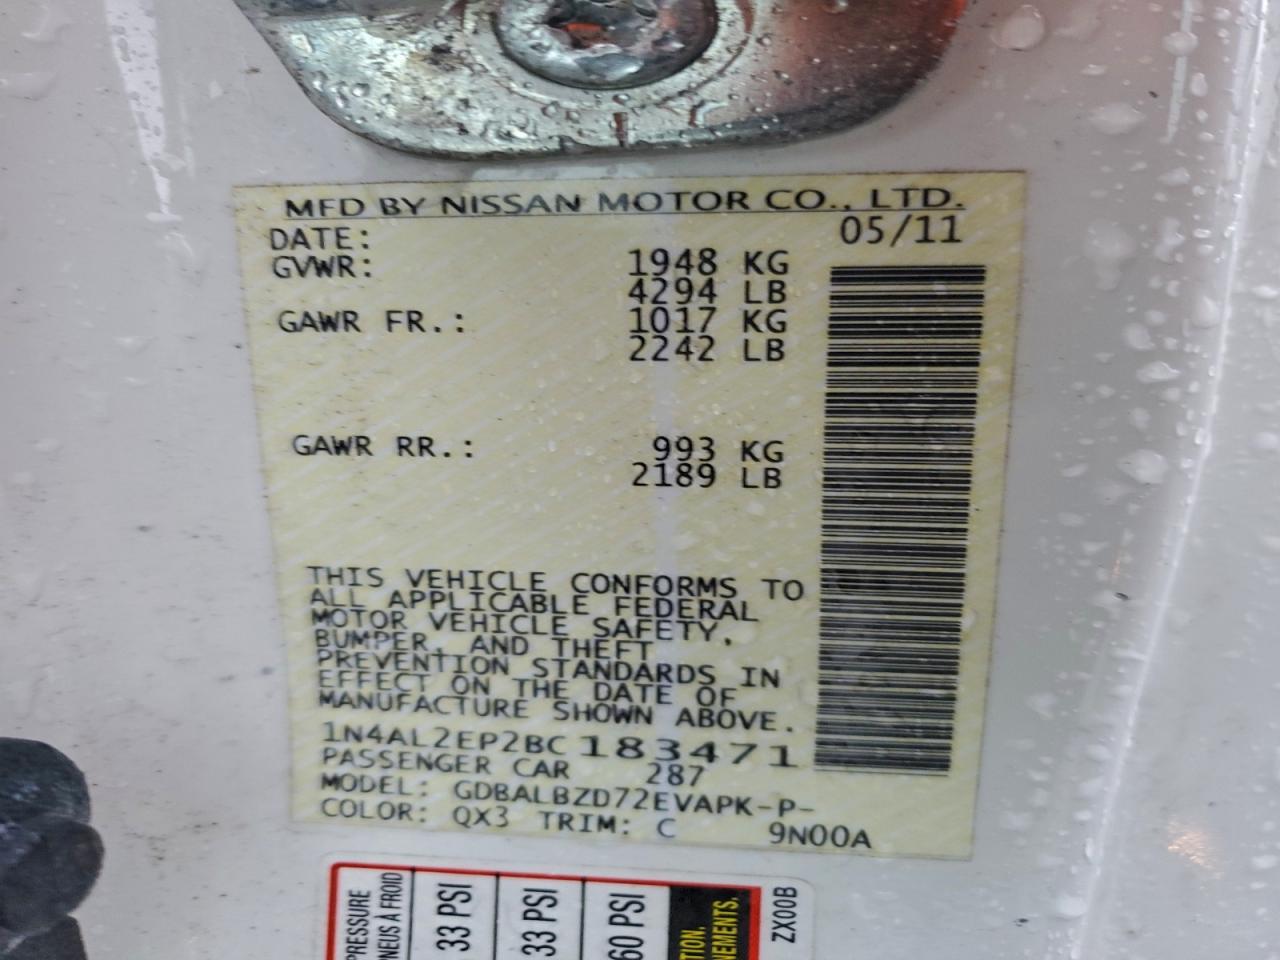 MFD BY NISSAN MOTOR CO., LTD.
DATE: 05/11
GVWR: 1948 KG
4294 LB
GAWR FR.: 1017 KG
2242 LB
GAWR RR.: 993 KG
2189 LB
THIS VEHICLE CONFORMS TO
ALL APPLICABLE FEDERAL
MOTOR VEHICLE SAFETY,
BUMPER, AND THEFT
PREVENTION STANDARDS IN
EFFECT ON THE DATE OF
MANUFACTURE SHOWN ABOVE.
1N4AL2EP2BC183471
PASSENGER CAR 287
MODEL: GDBALBZD72EVAPK-P-
COLOR: QX3 TRIM: C 9N00A
PRESSURE
PNEUS À FROID
33 PSI
33 PSI
60 PSI
ZX00B